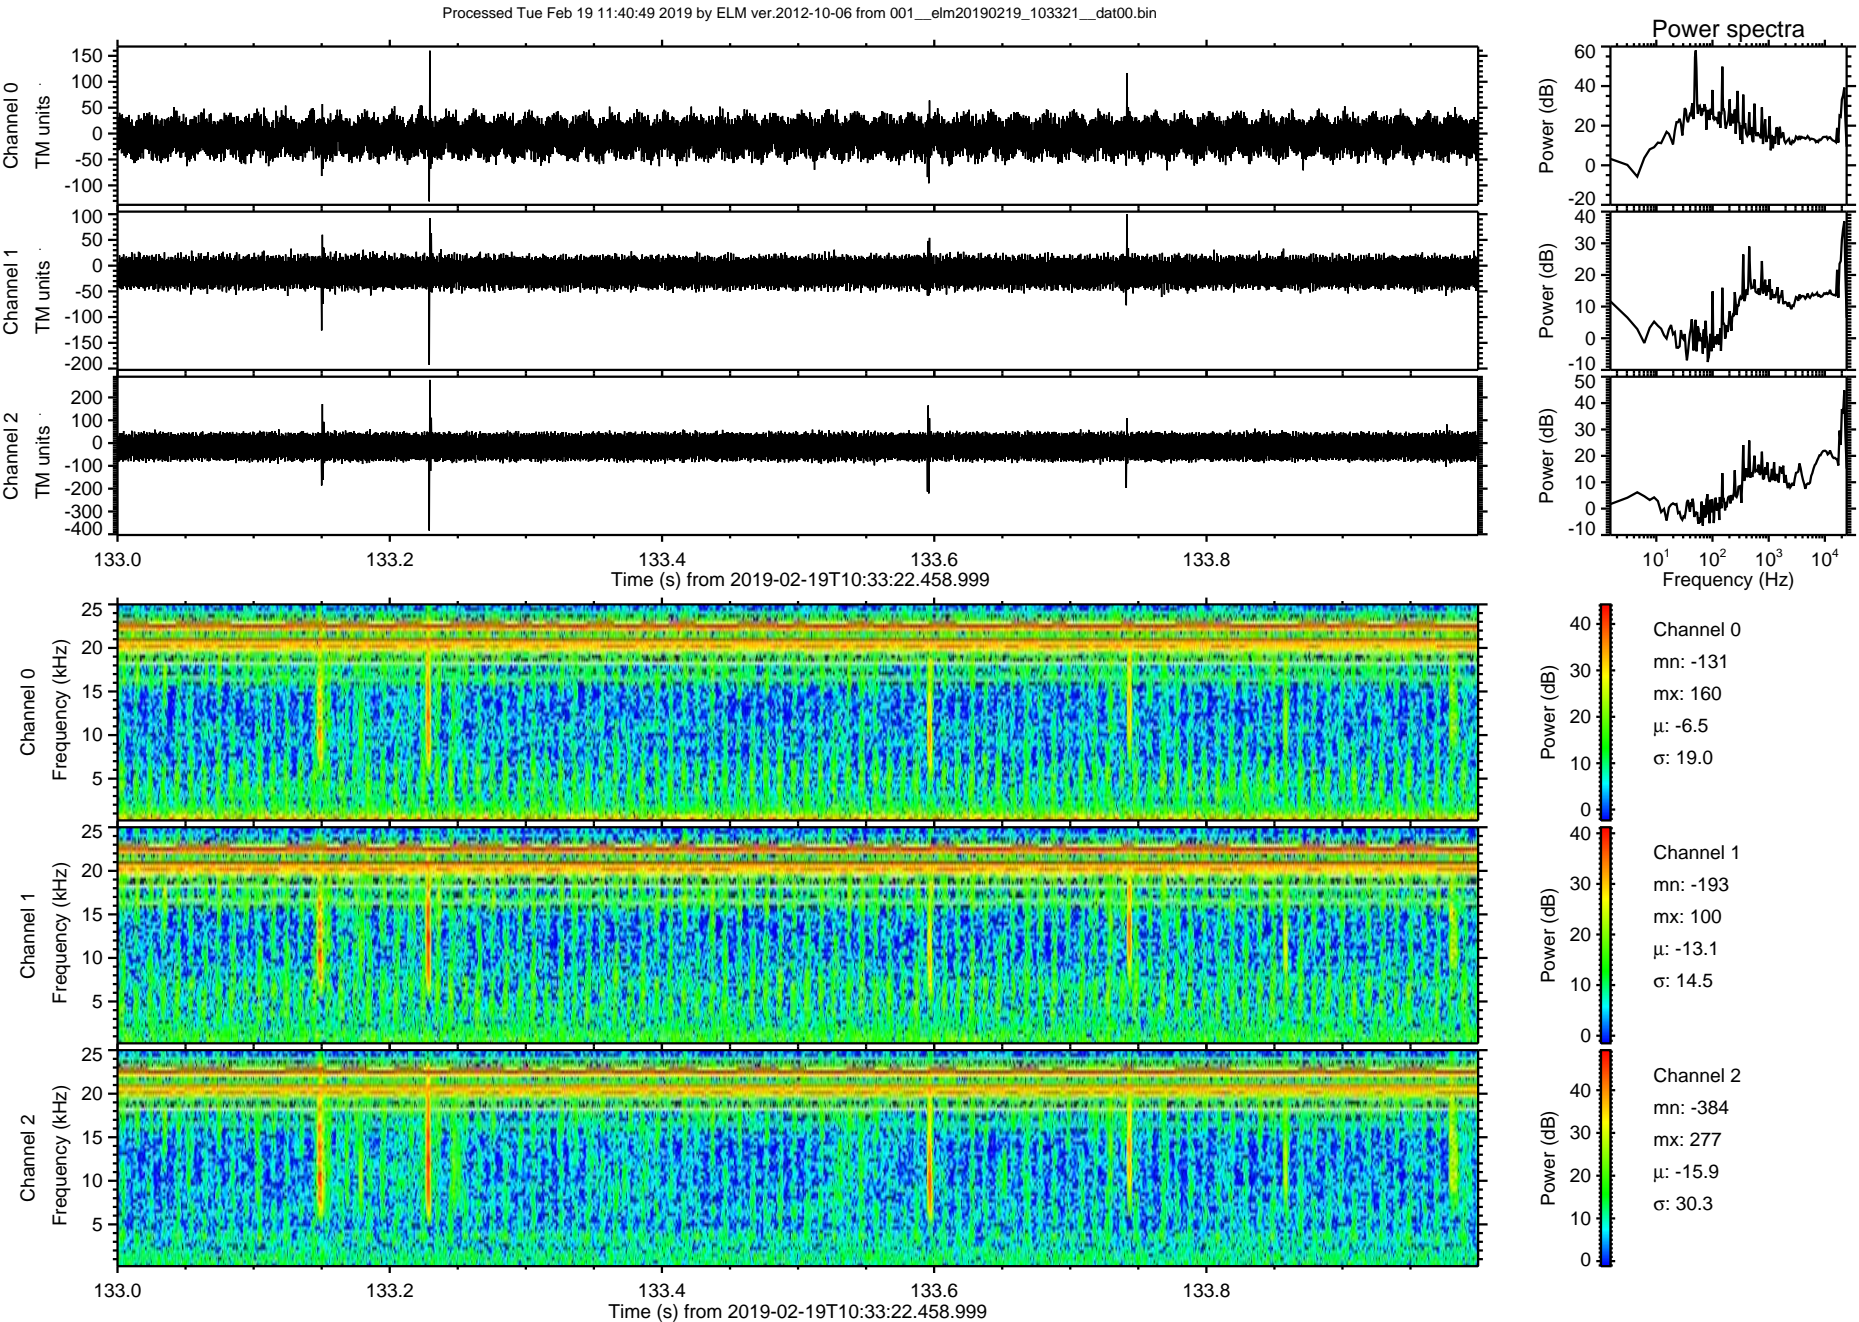 Processed Tue Feb 19 11:40:49 2019 by ELM ver.2012-10-06 from 001__elm20190219_103321__dat00.bin
Power spectra
Channel 0
TM units
150
100
50
0
-50
-100
Power (dB)
60
40
20
0
-20
Channel 1
TM units
100
50
0
-50
-100
-150
-200
Power (dB)
40
30
20
10
0
-10
Channel 2
TM units
200
100
0
-100
-200
-300
-400
Power (dB)
50
40
30
20
10
0
-10
133.0 133.2 133.4 133.6 133.8
Time (s) from 2019-02-19T10:33:22.458.999
10¹ 10² 10³ 10⁴
Frequency (Hz)
Channel 0
Frequency (kHz)
25
20
15
10
5
Power (dB)
40
30
20
10
0
Channel 0
mn: -131
mx: 160
μ: -6.5
σ: 19.0
Channel 1
Frequency (kHz)
25
20
15
10
5
Power (dB)
40
30
20
10
0
Channel 1
mn: -193
mx: 100
μ: -13.1
σ: 14.5
Channel 2
Frequency (kHz)
25
20
15
10
5
Power (dB)
40
30
20
10
0
Channel 2
mn: -384
mx: 277
μ: -15.9
σ: 30.3
133.0 133.2 133.4 133.6 133.8
Time (s) from 2019-02-19T10:33:22.458.999